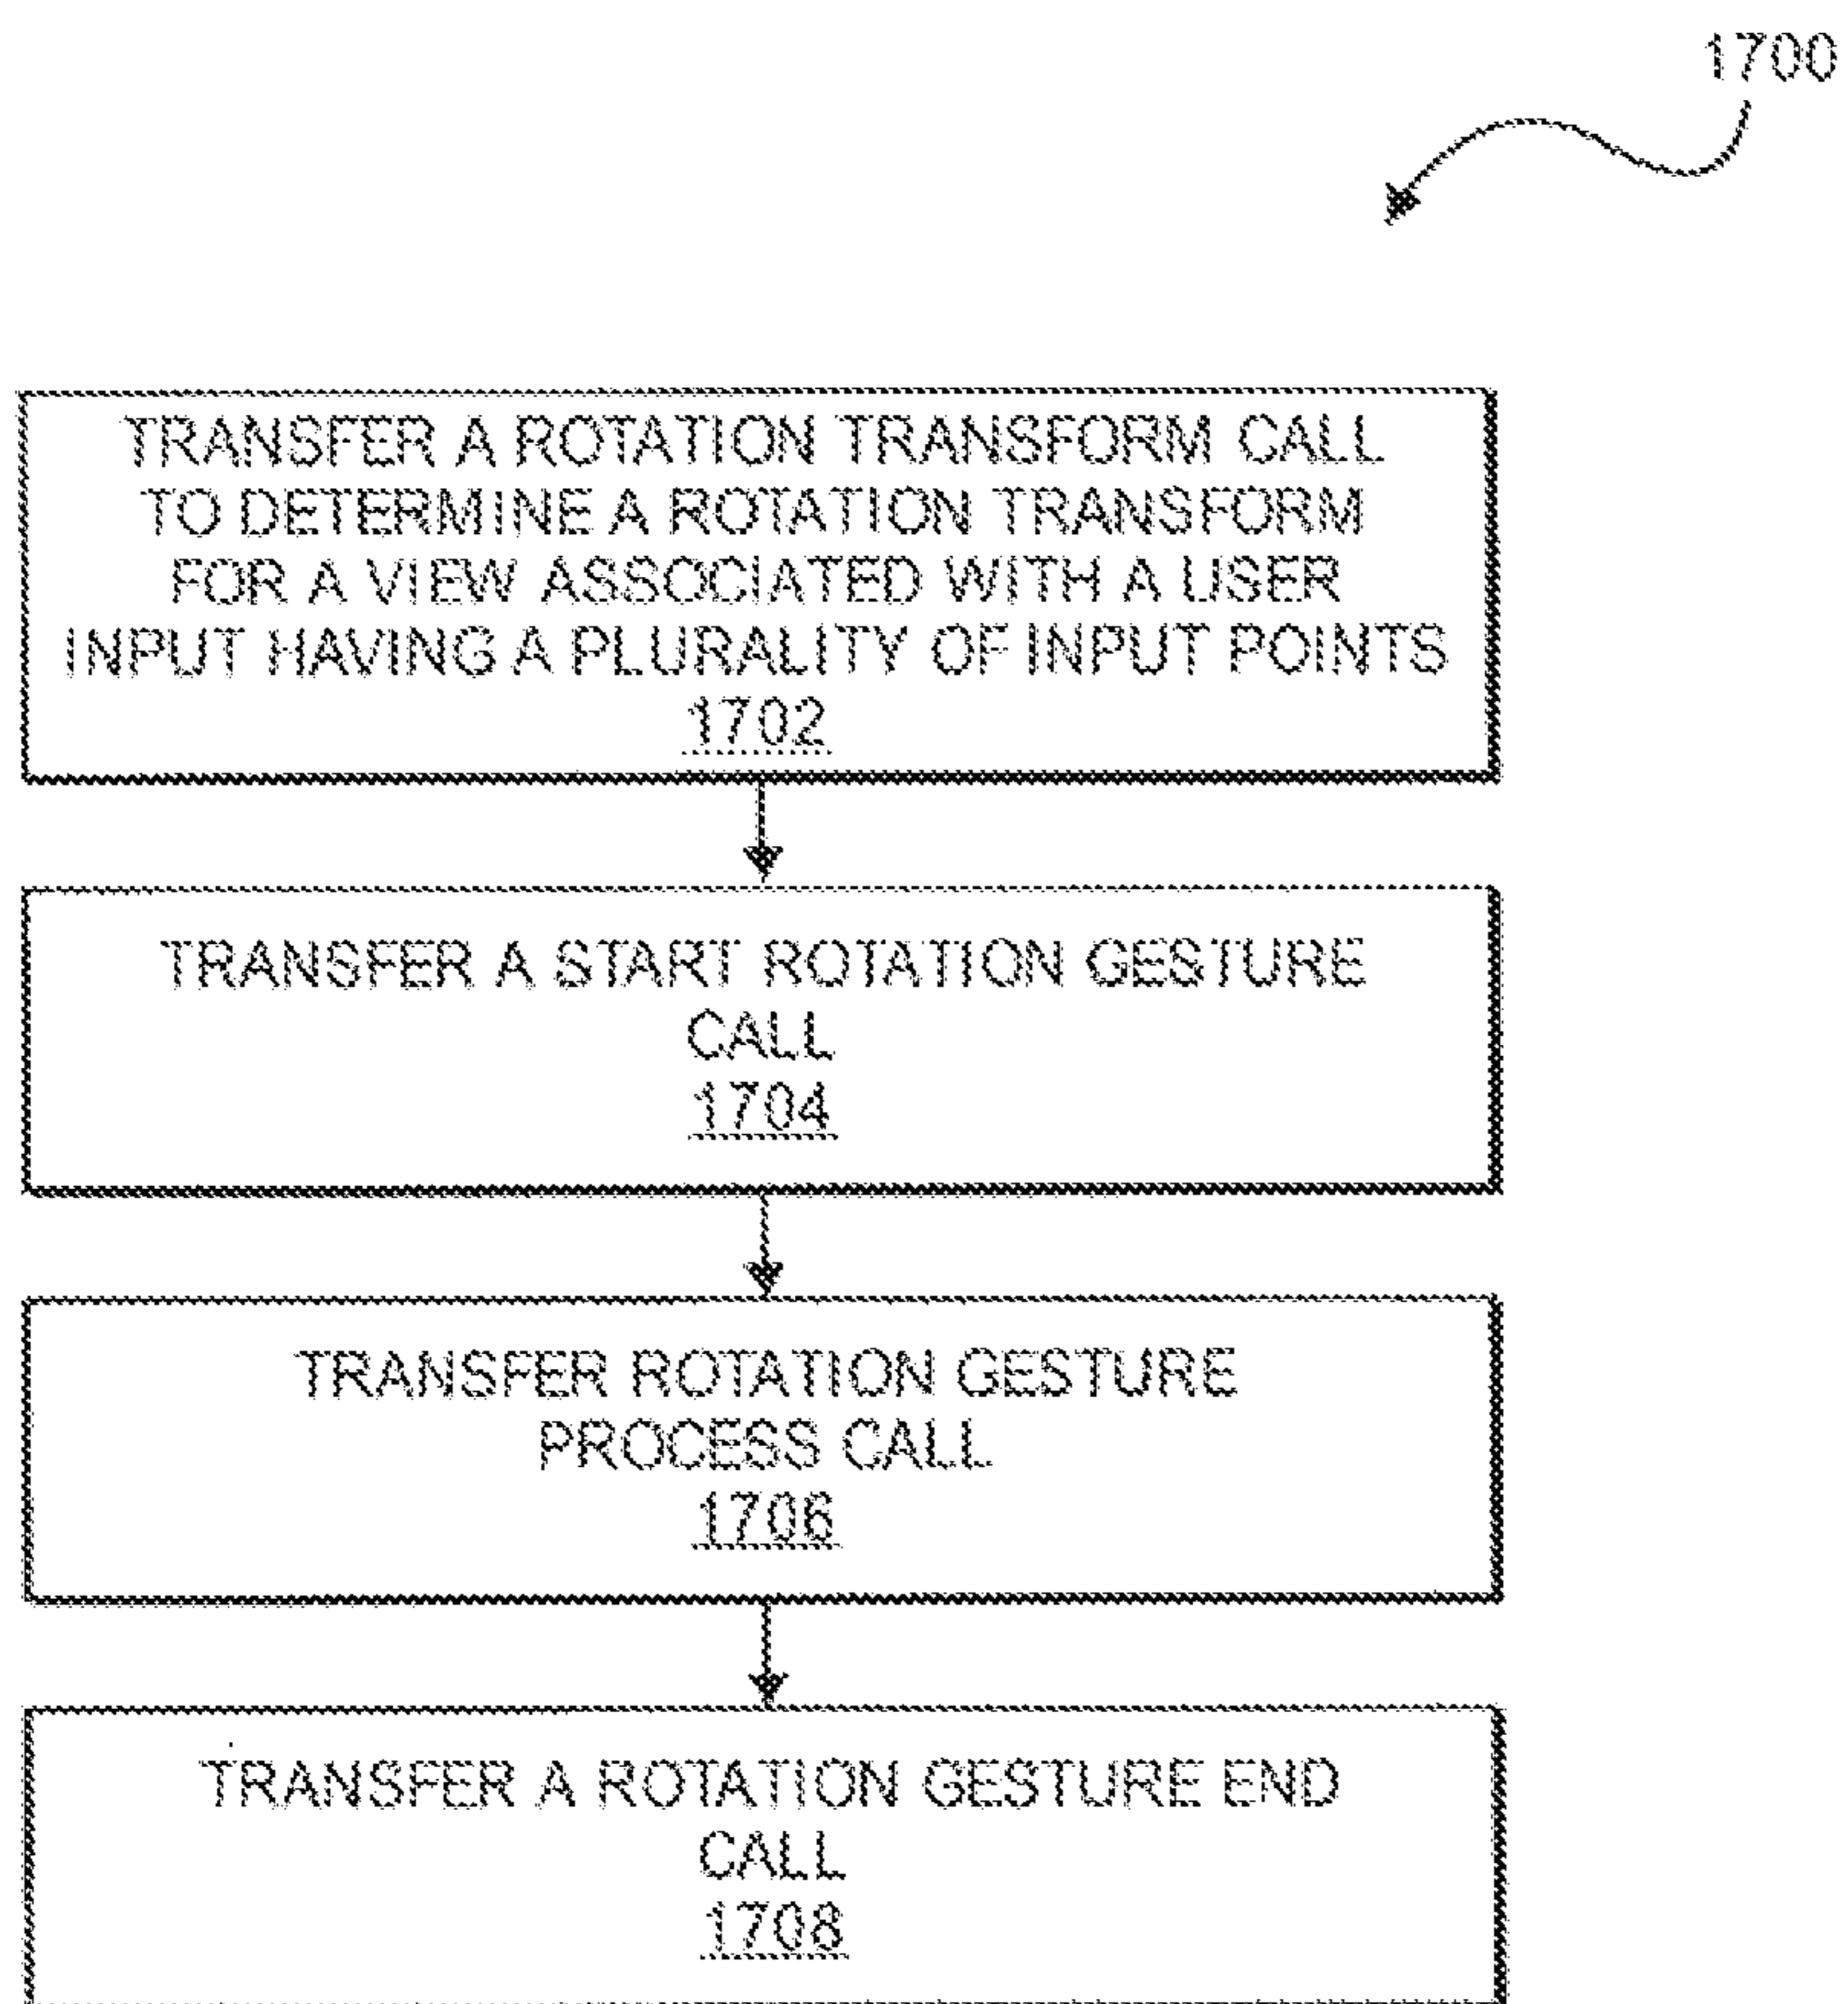 1700
TRANSFER A ROTATION TRANSFORM CALL
TO DETERMINE A ROTATION TRANSFORM
FOR A VIEW ASSOCIATED WITH A USER
INPUT HAVING A PLURALITY OF INPUT POINTS
1702
TRANSFER A START ROTATION GESTURE
CALL
1704
TRANSFER ROTATION GESTURE
PROCESS CALL
1706
TRANSFER A ROTATION GESTURE END
CALL
1708